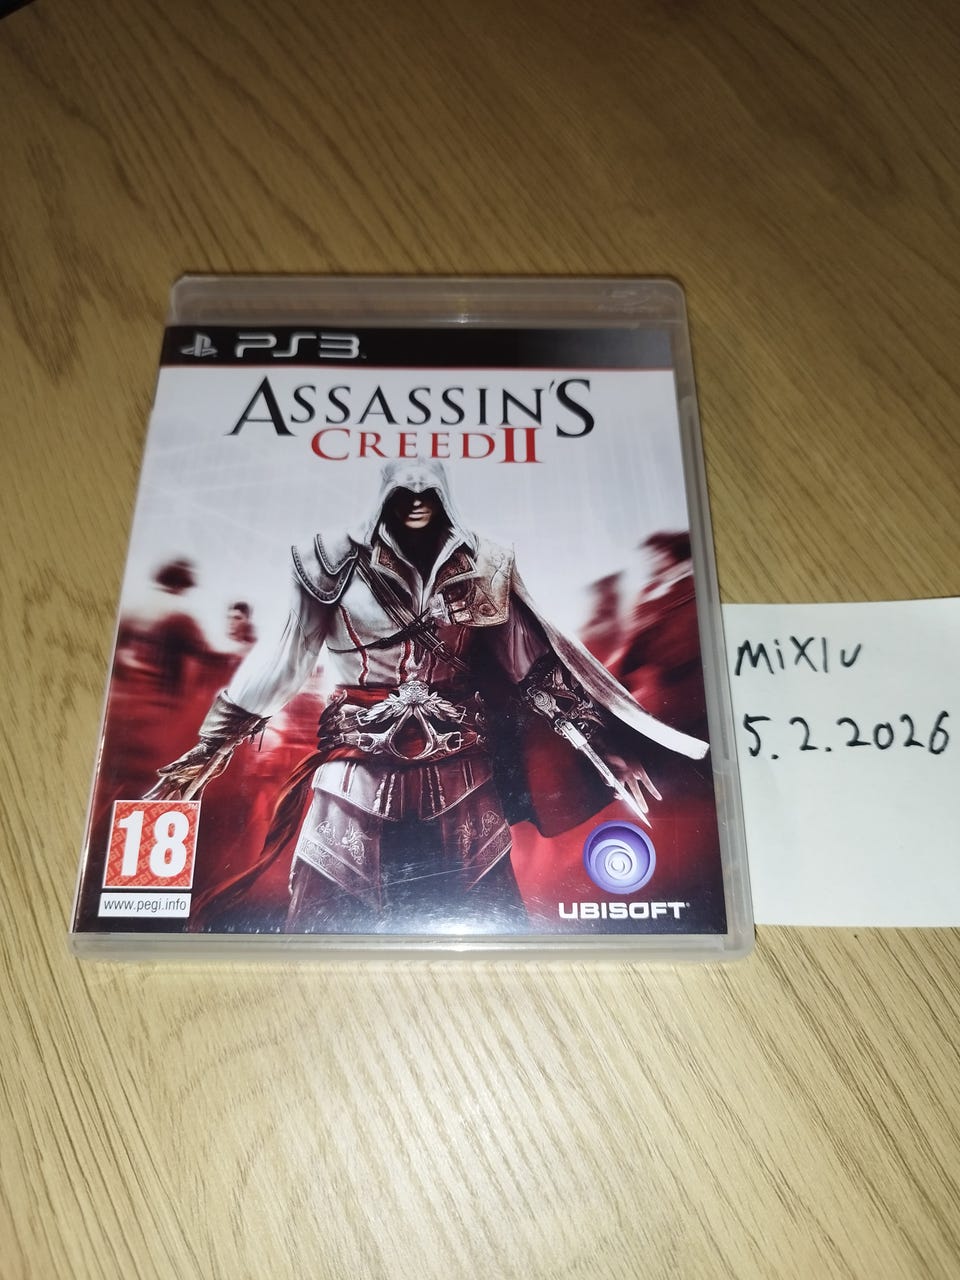 PS3
ASSASSIN'S
CREED II
MiXlu
5.2.2026
18
www.pegi.info
UBISOFT